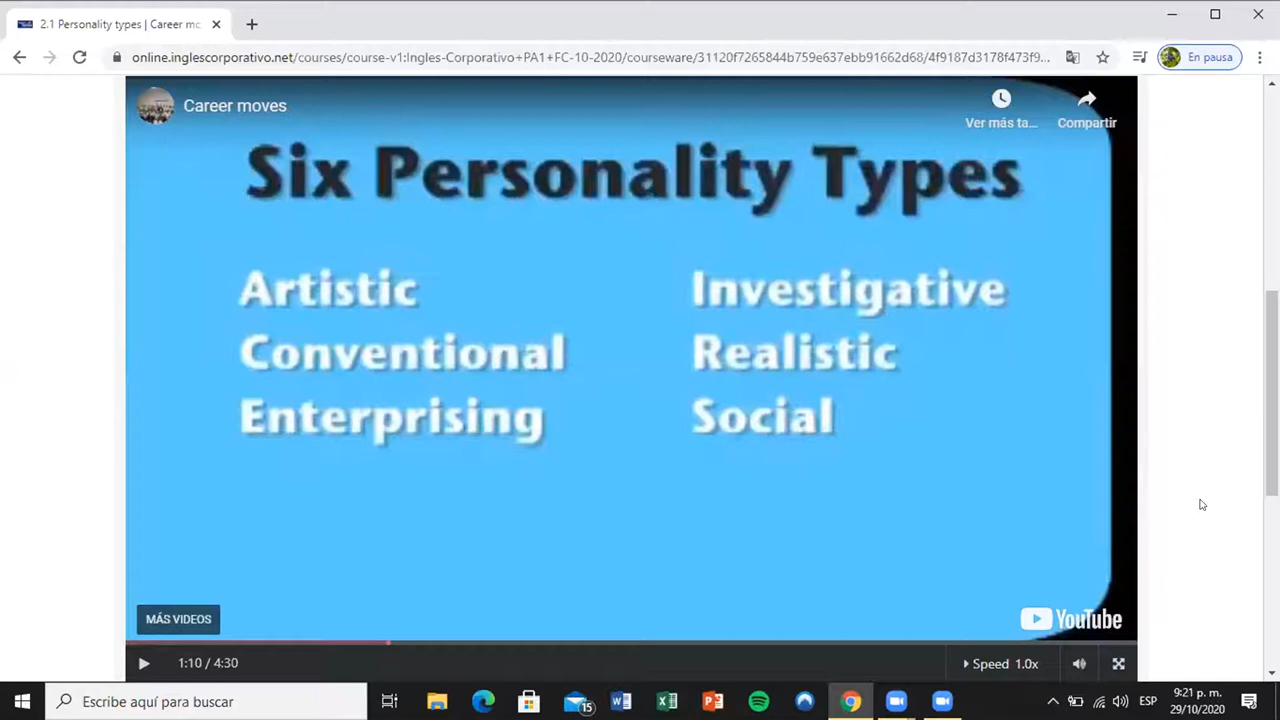 2.1 Personality types | Career mc
online.inglescorporativo.net/courses/course-v1:Ingles-Corporativo+PA1+FC-10-2020/courseware/31120f7265844b759e637ebb91662d68/4f9187d3178f473f9...
En pausa
Career moves
Ver más ta...
Compartir
Six Personality Types
Artistic
Investigative
Conventional
Realistic
Enterprising
Social
MÁS VIDEOS
YouTube
1:10 / 4:30
Speed 1.0x
Escribe aquí para buscar
15
ESP
9:21 p. m.
29/10/2020